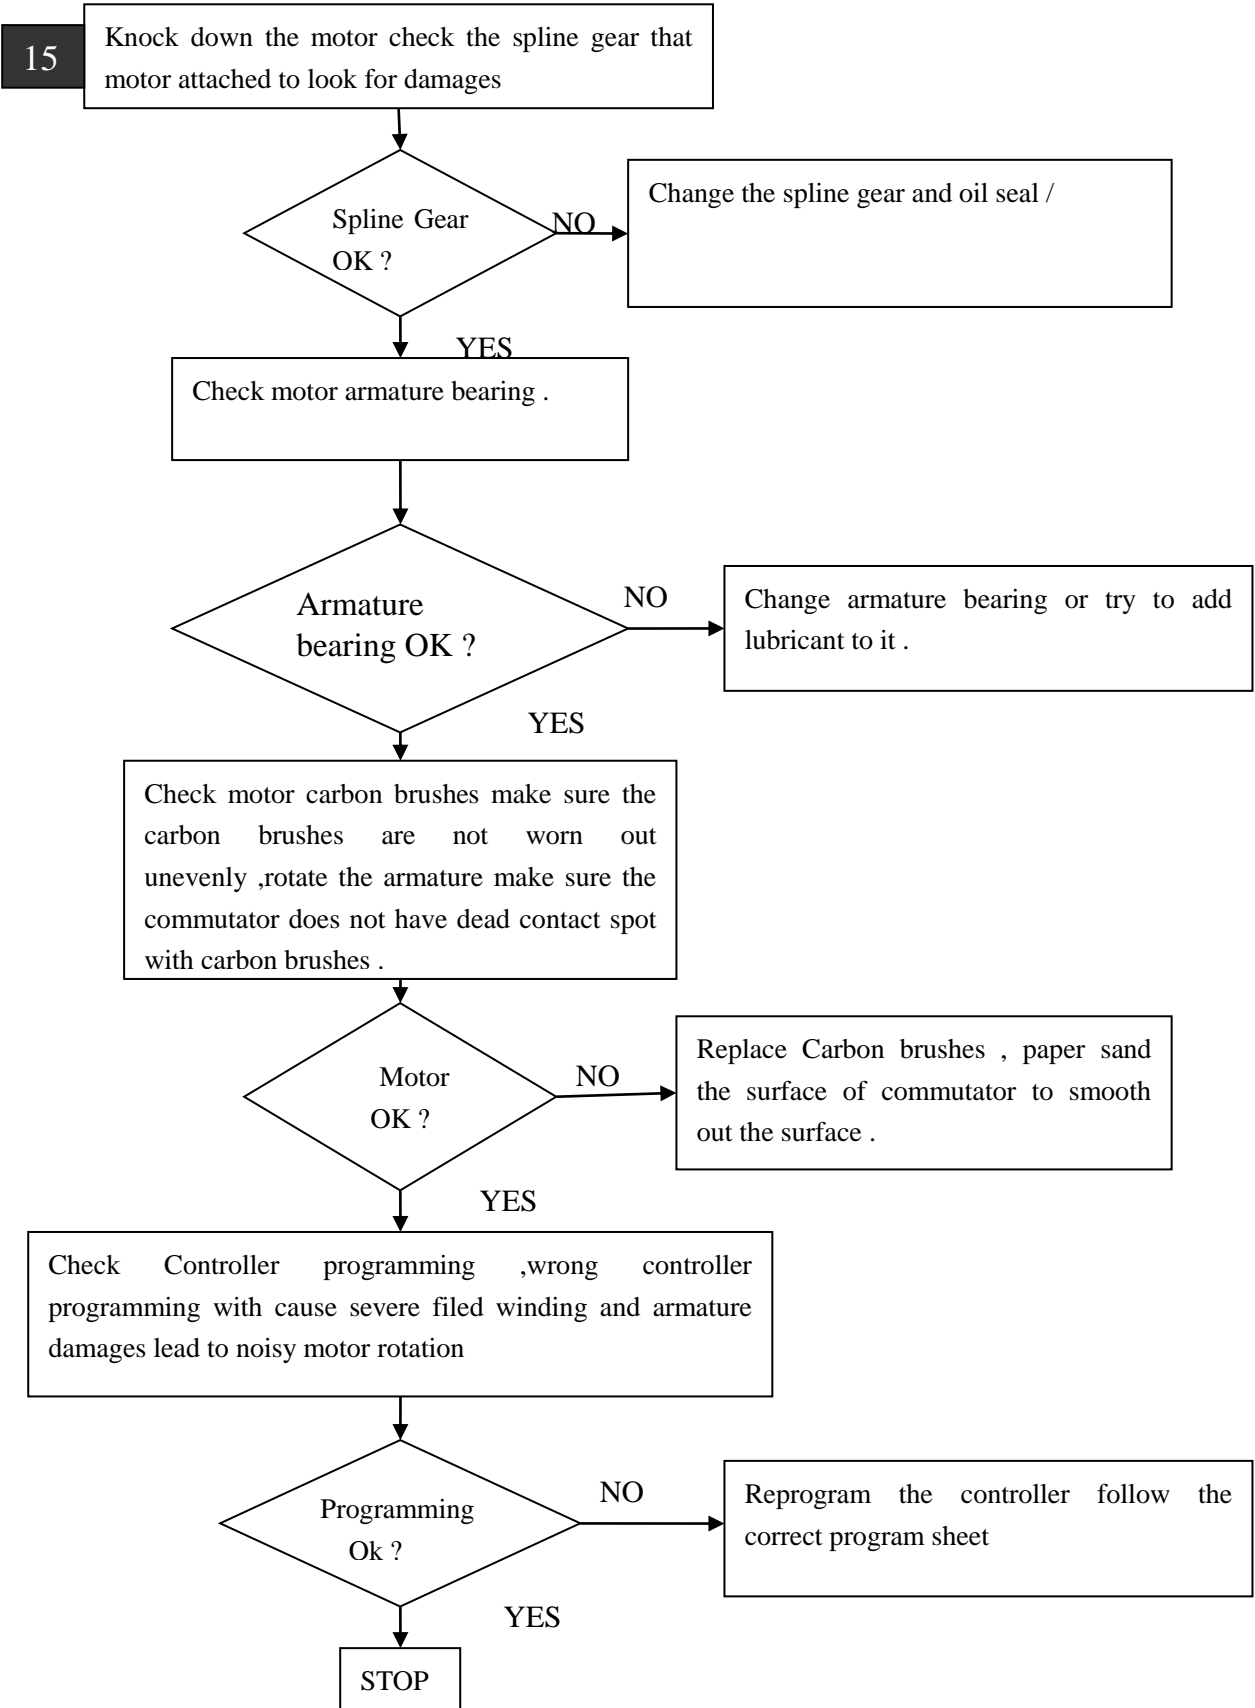 15
Knock down the motor check the spline gear that
motor attached to look for damages
Spline Gear
OK ?
NO
Change the spline gear and oil seal /
YES
Check motor armature bearing .
Armature
bearing OK ?
NO
Change armature bearing or try to add
lubricant to it .
YES
Check motor carbon brushes make sure the
carbon brushes are not worn out
unevenly ,rotate the armature make sure the
commutator does not have dead contact spot
with carbon brushes .
Motor
OK ?
NO
Replace Carbon brushes , paper sand
the surface of commutator to smooth
out the surface .
YES
Check Controller programming ,wrong controller
programming with cause severe filed winding and armature
damages lead to noisy motor rotation
Programming
Ok ?
NO
Reprogram the controller follow the
correct program sheet
YES
STOP